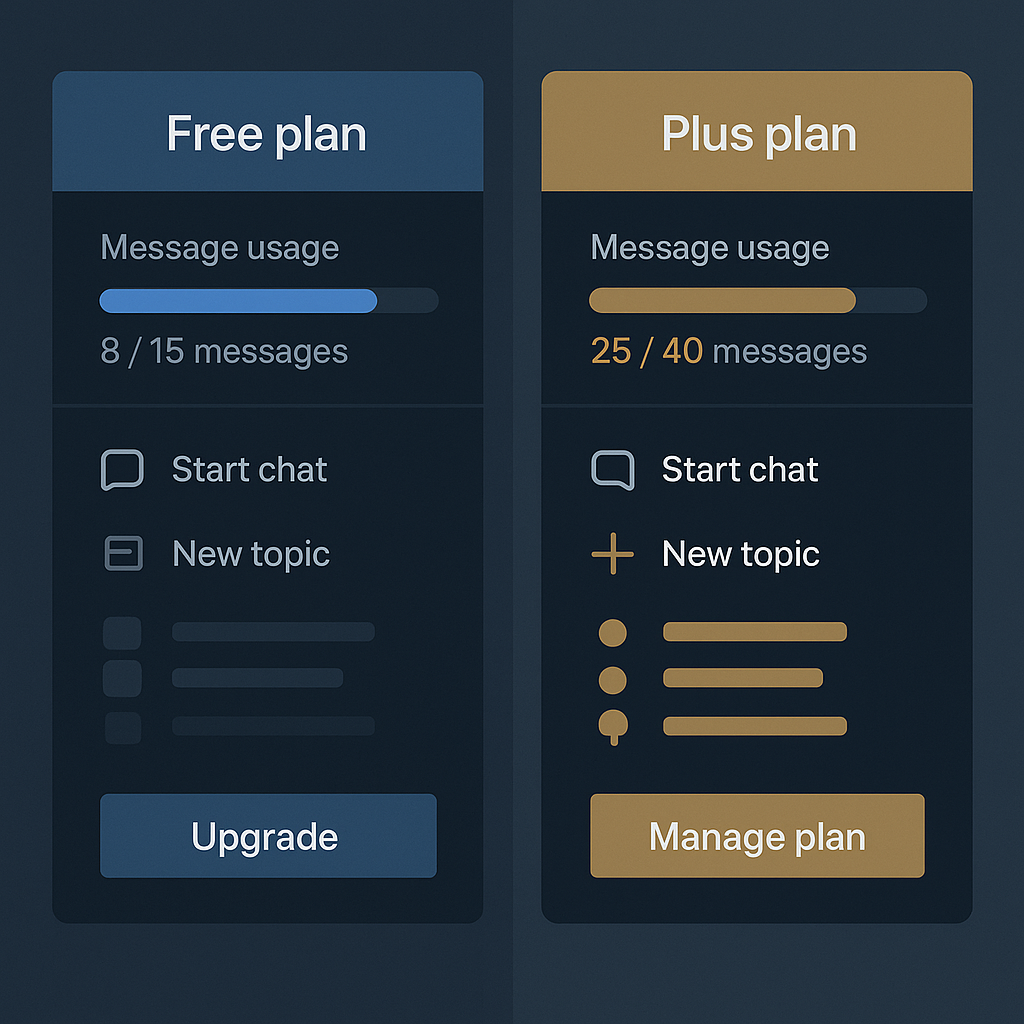 Free plan
Message usage
8 / 15 messages
Start chat
New topic
Upgrade
Plus plan
Message usage
25 / 40 messages
Start chat
New topic
Manage plan